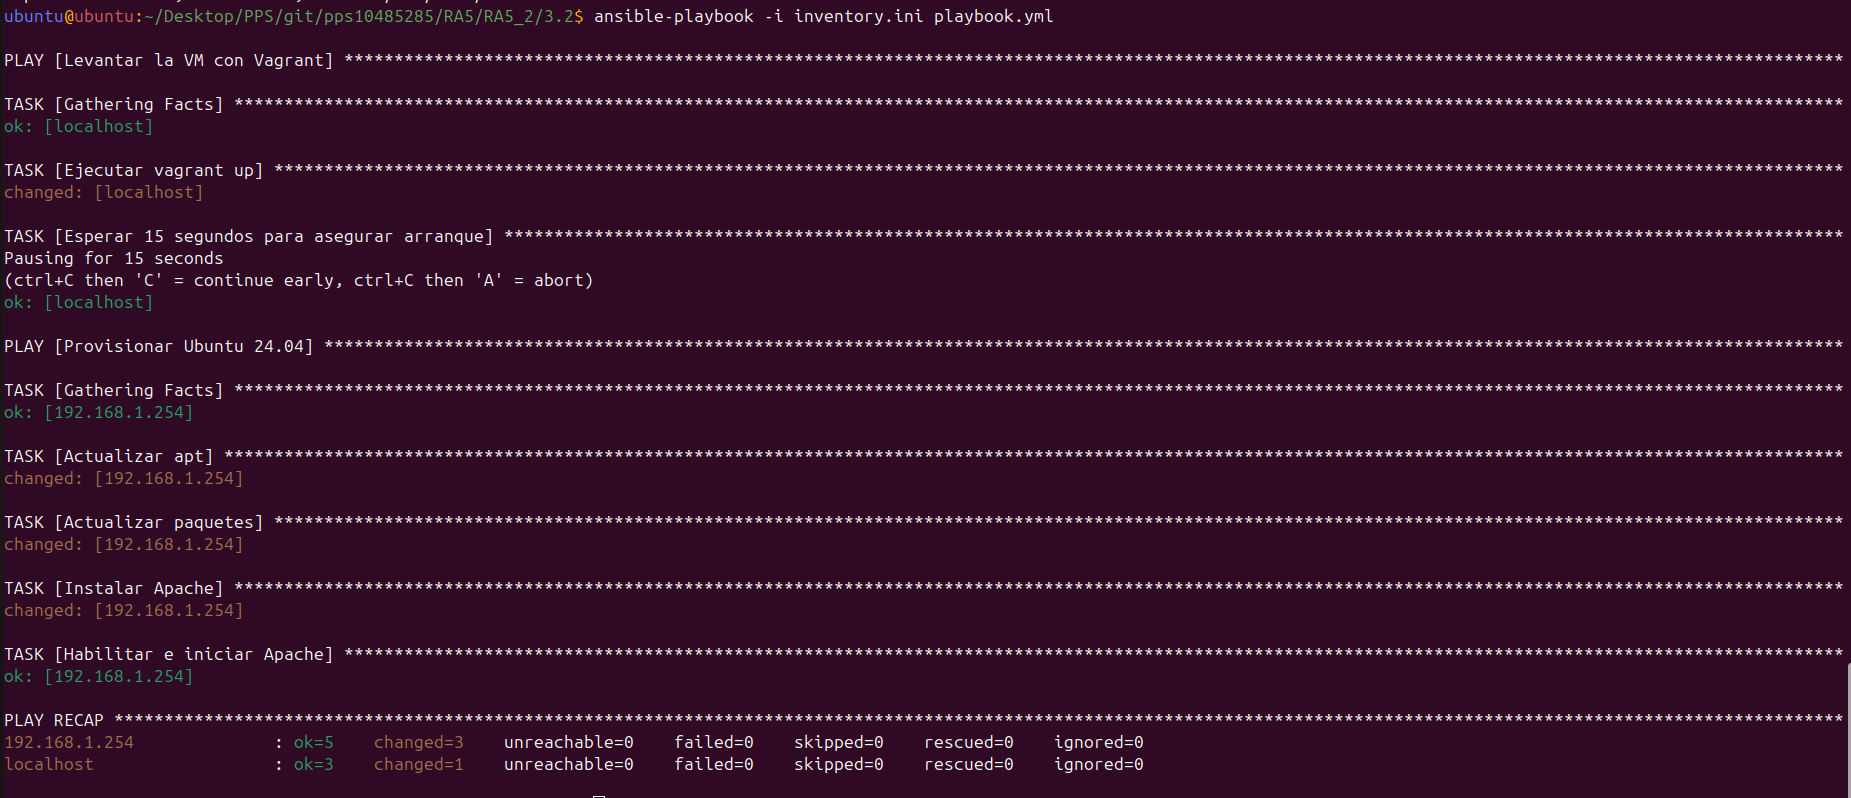 ubuntu@ubuntu:~/Desktop/PPS/git/pps10485285/RA5/RA5_2/3.2$ ansible-playbook -i inventory.ini playbook.yml
PLAY [Levantar la VM con Vagrant] ******************************************************************************************************************************************************
TASK [Gathering Facts] *****************************************************************************************************************************************************************
ok: [localhost]
TASK [Ejecutar vagrant up] *************************************************************************************************************************************************************
changed: [localhost]
TASK [Esperar 15 segundos para asegurar arranque] **************************************************************************************************************************************
Pausing for 15 seconds
(ctrl+C then 'C' = continue early, ctrl+C then 'A' = abort)
ok: [localhost]
PLAY [Provisionar Ubuntu 24.04] ********************************************************************************************************************************************************
TASK [Gathering Facts] *****************************************************************************************************************************************************************
ok: [192.168.1.254]
TASK [Actualizar apt] ******************************************************************************************************************************************************************
changed: [192.168.1.254]
TASK [Actualizar paquetes] *************************************************************************************************************************************************************
changed: [192.168.1.254]
TASK [Instalar Apache] *****************************************************************************************************************************************************************
changed: [192.168.1.254]
TASK [Habilitar e iniciar Apache] ******************************************************************************************************************************************************
ok: [192.168.1.254]
PLAY RECAP *****************************************************************************************************************************************************************************
192.168.1.254              : ok=5    changed=3    unreachable=0    failed=0    skipped=0    rescued=0    ignored=0
localhost                  : ok=3    changed=1    unreachable=0    failed=0    skipped=0    rescued=0    ignored=0